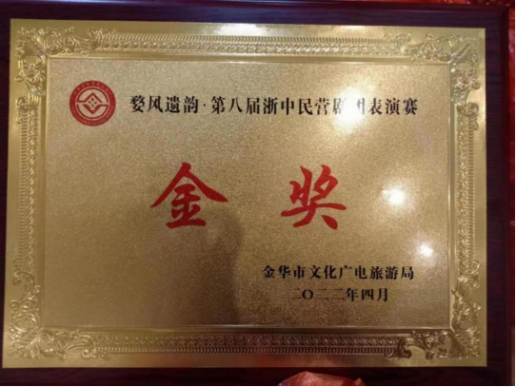 婺风遗韵·第八届浙中民营剧团表演赛
金奖
金华市文化广电旅游局
二〇二二年四月